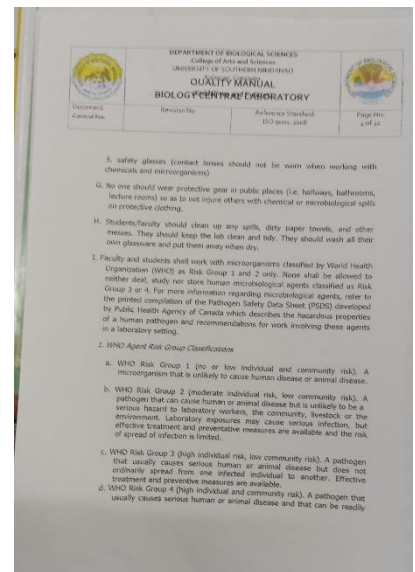 DEPARTMENT OF BIOLOGICAL SCIENCES
College of Arts and Sciences
UNIVERSITY OF SOUTHERN MINDANAO
QUALITY MANUAL
BIOLOGY CENTRAL LABORATORY
Document
Control No:
Revision No:
Reference Standard:
ISO 9001: 2008
Page No:
5. safety glasses (contact lenses should not be worn when working with
chemicals and microorganisms)
G. No one should wear protective gear in public places (i.e. hallways, bathrooms,
lecture rooms) so as to not injure others with chemical or microbiological spills
on protective clothing.
H. Students/faculty should clean up any spills, dirty paper towels, and other
messes. They should keep the lab clean and tidy. They should wash all their
own glassware and put them away when dry.
I. Faculty and students shall work with microorganisms classified by World Health
Organization (WHO) as Risk Group 1 and 2 only. None shall be allowed to
neither deal, study nor store human microbiological agents classified as Risk
Group 3 or 4. For more information regarding microbiological agents, refer to
the printed compilation of the Pathogen Safety Data Sheet (PSDS) developed
by Public Health Agency of Canada which describes the hazardous properties
of a human pathogen and recommendations for work involving these agents
in a laboratory setting.
1. WHO Agent Risk Group Classifications
a. WHO Risk Group 1 (no or low individual and community risk). A
microorganism that is unlikely to cause human disease or animal disease.
b. WHO Risk Group 2 (moderate individual risk, low community risk). A
pathogen that can cause human or animal disease but is unlikely to be a
serious hazard to laboratory workers, the community, livestock or the
environment. Laboratory exposures may cause serious infection, but
effective treatment and preventative measures are available and the risk
of spread of infection is limited.
c. WHO Risk Group 3 (high individual risk, low community risk). A pathogen
that usually causes serious human or animal disease but does not
ordinarily spread from one infected individual to another. Effective
treatment and preventive measures are available.
d. WHO Risk Group 4 (high individual and community risk). A pathogen that
usually causes serious human or animal disease and that can be readily